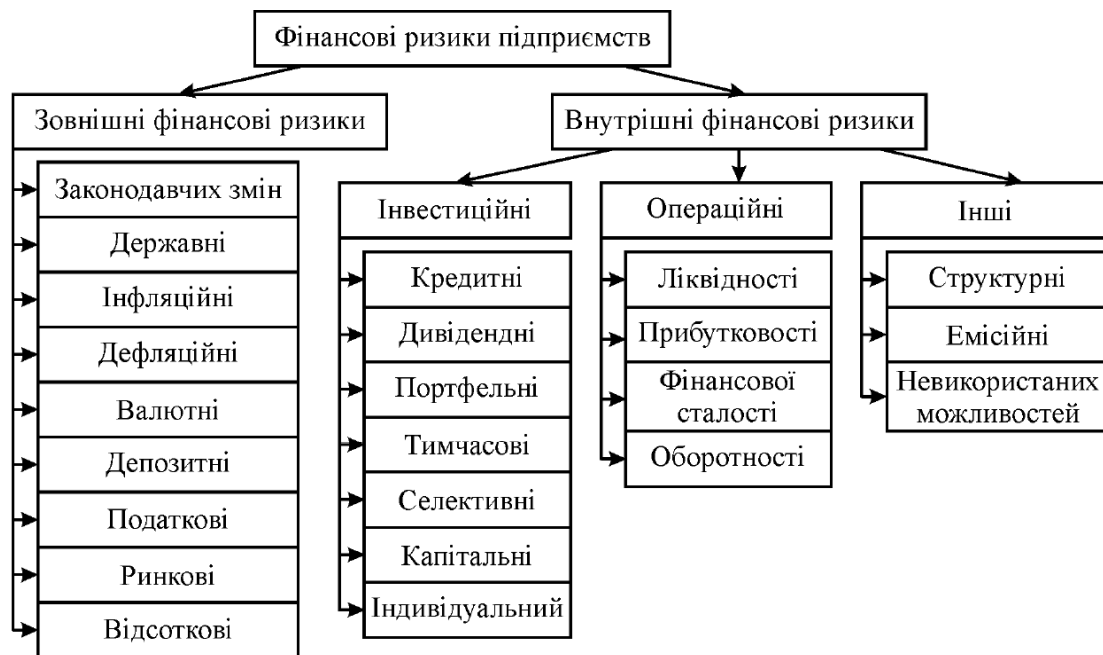 Фінансові ризики підприємств
Зовнішні фінансові ризики
Законодавчих змін
Державні
Інфляційні
Дефляційні
Валютні
Депозитні
Податкові
Ринкові
Відсоткові
Внутрішні фінансові ризики
Інвестиційні
Кредитні
Дивідендні
Портфельні
Тимчасові
Селективні
Капітальні
Індивідуальний
Операційні
Ліквідності
Прибутковості
Фінансової
сталості
Оборотності
Інші
Структурні
Емісійні
Невикористаних
можливостей